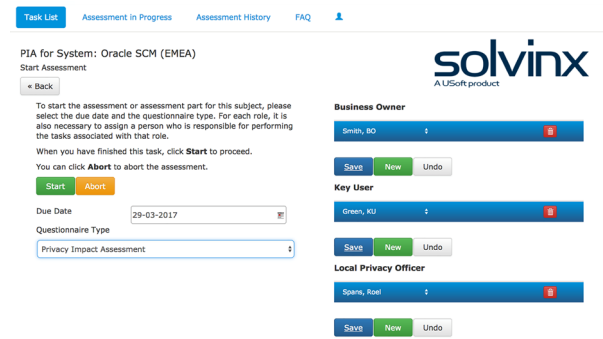 Task List
Assessment in Progress
Assessment History
FAQ
PIA for System: Oracle SCM (EMEA)
Start Assessment
« Back
To start the assessment or assessment part for this subject, please
select the due date and the questionnaire type. For each role, it is
also necessary to assign a person who is responsible for performing
the tasks associated with that role.
When you have finished this task, click Start to proceed.
You can click Abort to abort the assessment.
Start
Abort
Due Date
29-03-2017
Questionnaire Type
Privacy Impact Assessment
solvinx
A USoft product
Business Owner
Smith, BO
Save
New
Undo
Key User
Green, KU
Save
New
Undo
Local Privacy Officer
Spans, Roel
Save
New
Undo